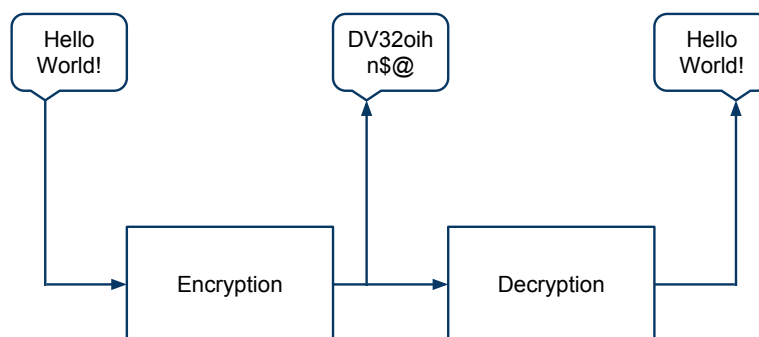 Hello
World!
DV32oih
n$@
Hello
World!
Encryption
Decryption